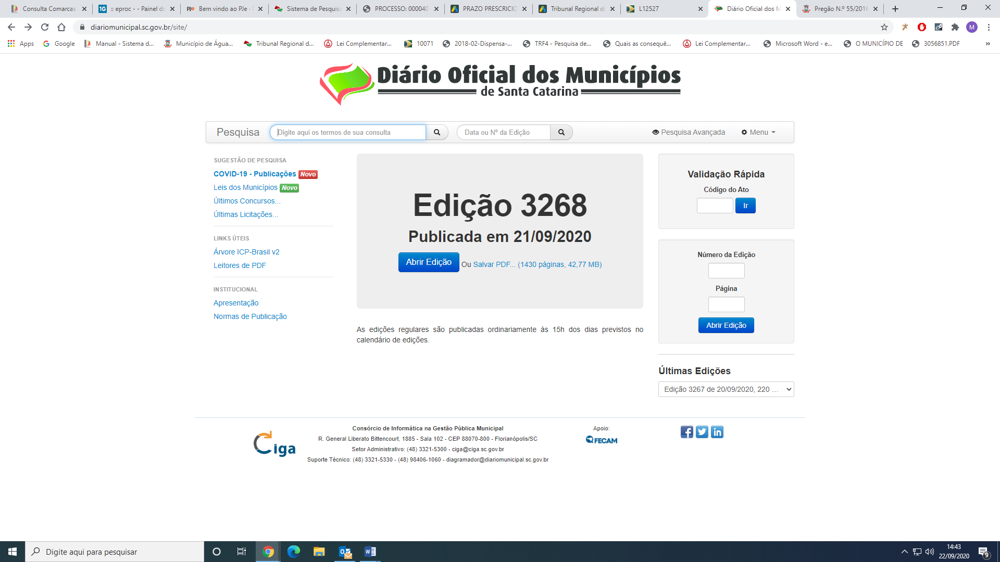 Consulta Comarcas
:: eproc - - Painel do
Bem vindo ao PJe ·
Sistema de Pesquisa
PROCESSO: 000040
PRAZO PRESCRICIO
Tribunal Regional d
L12527
Diário Oficial dos M
Pregão N.º 55/2016
diariomunicipal.sc.gov.br/site/
M
Apps
Google
Manual - Sistema d...
Município de Água...
Tribunal Regional d...
Lei Complementar...
10071
2018-02-Dispensa-...
TRF4 - Pesquisa de...
Quais as consequê...
Lei Complementar...
Microsoft Word - e...
O MUNICÍPIO DE
3056851.PDF
»
Diário Oficial dos Municípios
de Santa Catarina
Pesquisa
Digite aqui os termos de sua consulta
Data ou Nº da Edição
Pesquisa Avançada
Menu
SUGESTÃO DE PESQUISA
COVID-19 - Publicações Novo
Leis dos Municípios Novo
Últimos Concursos...
Últimas Licitações...
LINKS ÚTEIS
Árvore ICP-Brasil v2
Leitores de PDF
INSTITUCIONAL
Apresentação
Normas de Publicação
Edição 3268
Publicada em 21/09/2020
Abrir Edição Ou Salvar PDF... (1430 páginas, 42,77 MB)
As edições regulares são publicadas ordinariamente às 15h dos dias previstos no
calendário de edições.
Validação Rápida
Código do Ato
Ir
Número da Edição
Página
Abrir Edição
Últimas Edições
Edição 3267 de 20/09/2020, 220 ...
Ciga
Consórcio de Informática na Gestão Pública Municipal
R. General Liberato Bittencourt, 1885 - Sala 102 - CEP 88070-800 - Florianópolis/SC
Setor Administrativo: (48) 3321-5300 - ciga@ciga.sc.gov.br
Suporte Técnico: (48) 3321-5330 - (48) 98406-1060 - diagramador@diariomunicipal.sc.gov.br
Apoio:
FECAM
Digite aqui para pesquisar
14:43
22/09/2020
9